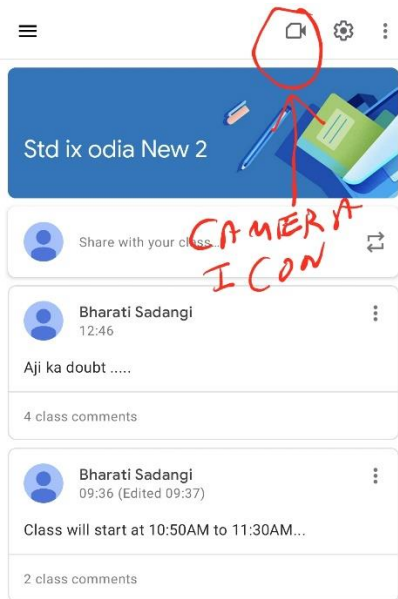 Std ix odia New 2
Share with your class...
CAMERA
ICON
Bharati Sadangi
12:46
Aji ka doubt .....
4 class comments
Bharati Sadangi
09:36 (Edited 09:37)
Class will start at 10:50AM to 11:30AM...
2 class comments